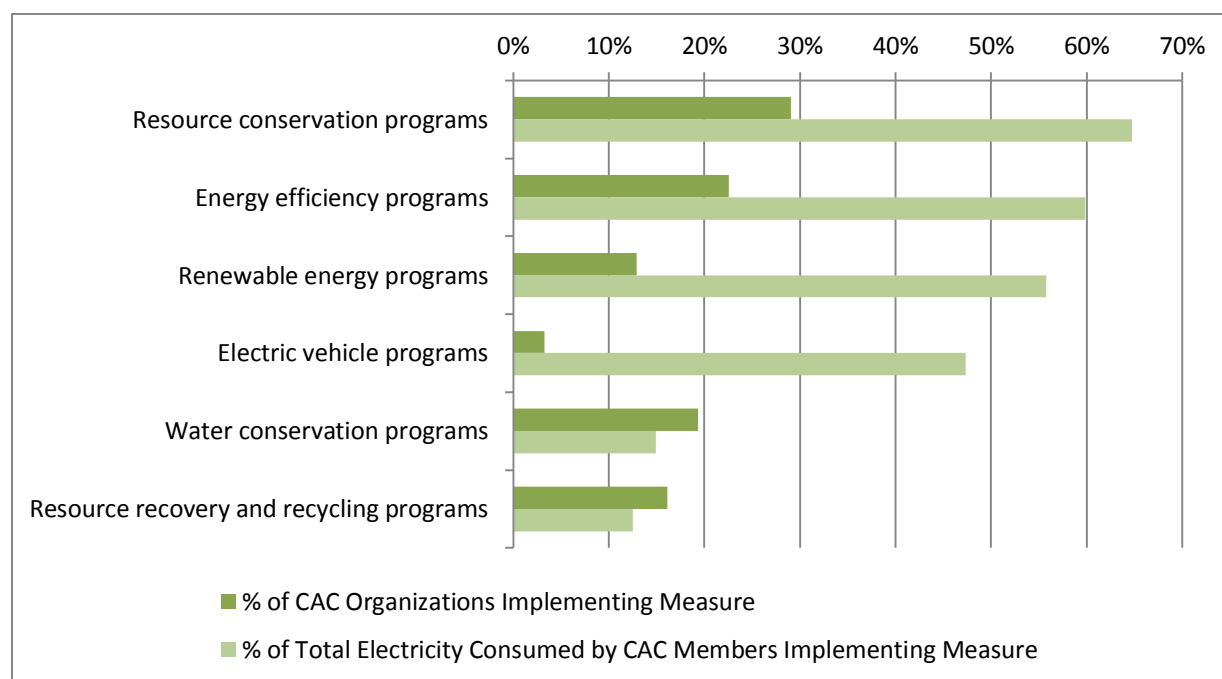 0% 10% 20% 30% 40% 50% 60% 70%
Resource conservation programs
Energy efficiency programs
Renewable energy programs
Electric vehicle programs
Water conservation programs
Resource recovery and recycling programs
% of CAC Organizations Implementing Measure
% of Total Electricity Consumed by CAC Members Implementing Measure